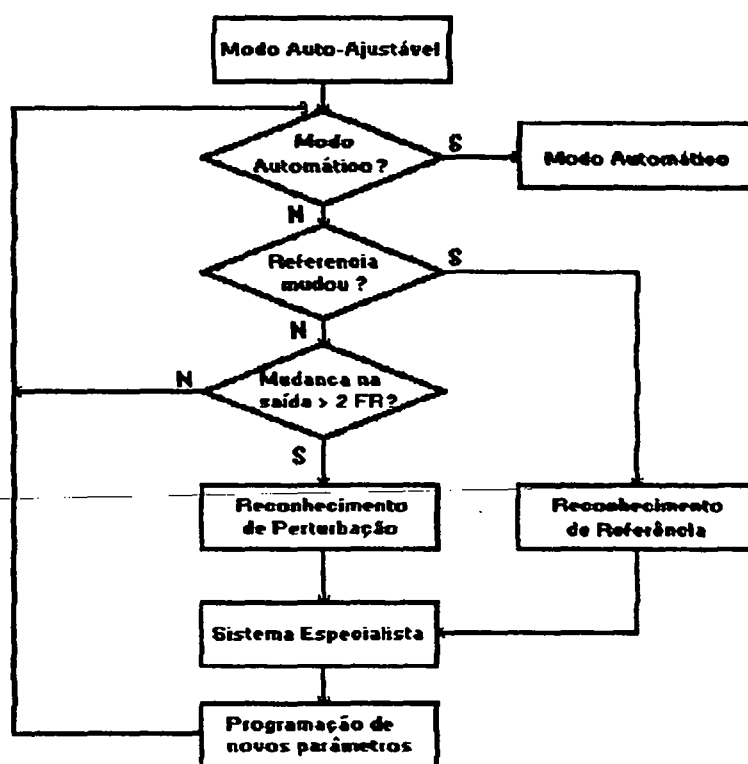 Modo Auto-Ajustável
Modo
Automático?
S
Modo Automático
N
Referencia
mudou ?
S
N
Mudanca na
saída > 2 FR?
N
S
Reconhecimento
de Perturbação
Reconhecimento
de Referência
Sistema Especialista
Programação de
novos parâmetros